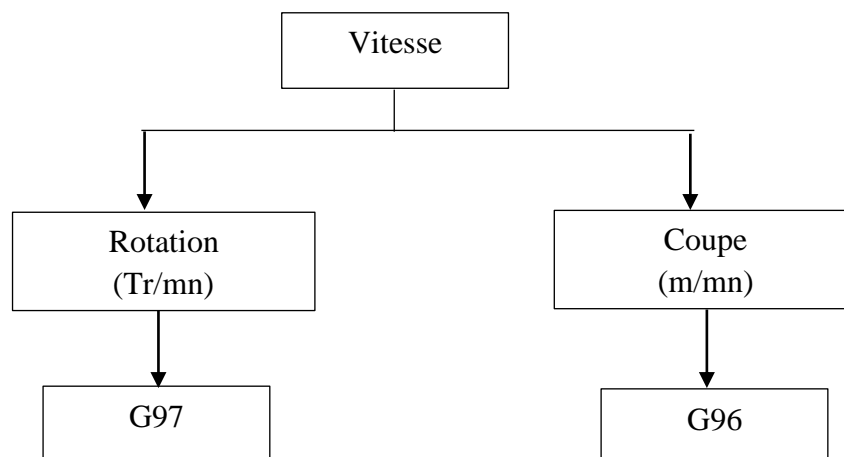 Vitesse
Rotation
(Tr/mn)
Coupe
(m/mn)
G97
G96